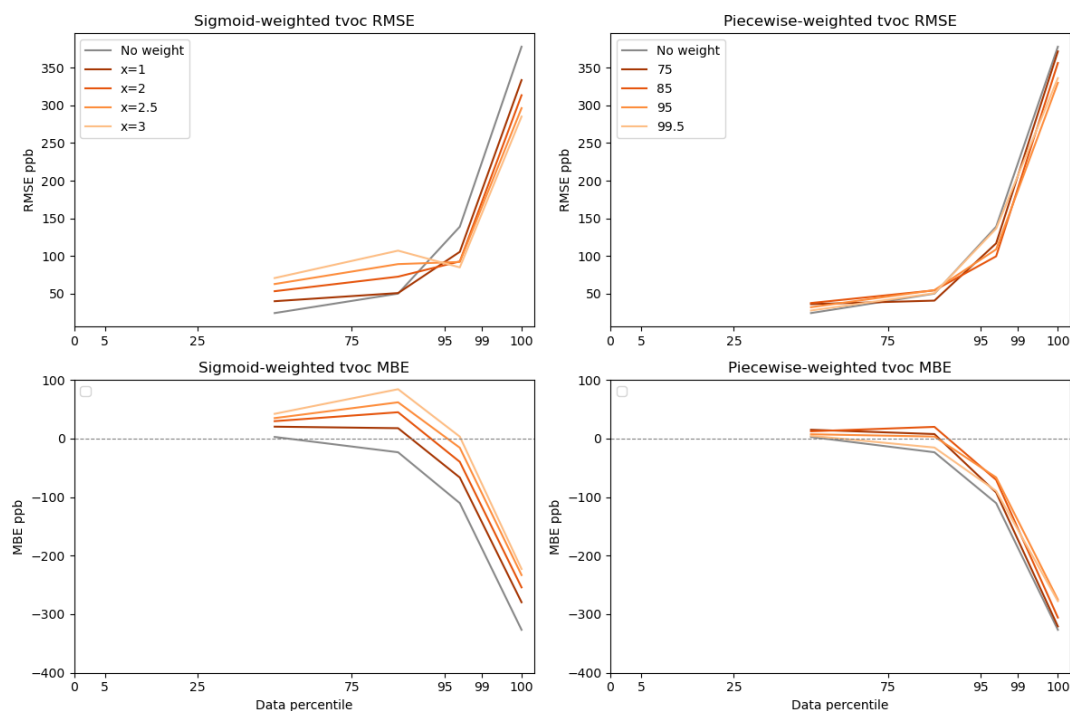 Sigmoid-weighted tvoc RMSE
RMSE ppb
350
300
250
200
150
100
50
0 5 25 75 95 99 100
No weight
x=1
x=2
x=2.5
x=3
Piecewise-weighted tvoc RMSE
RMSE ppb
350
300
250
200
150
100
50
0 5 25 75 95 99 100
No weight
75
85
95
99.5
Sigmoid-weighted tvoc MBE
MBE ppb
100
0
−100
−200
−300
−400
0 5 25 75 95 99 100
Data percentile
Piecewise-weighted tvoc MBE
MBE ppb
100
0
−100
−200
−300
−400
0 5 25 75 95 99 100
Data percentile